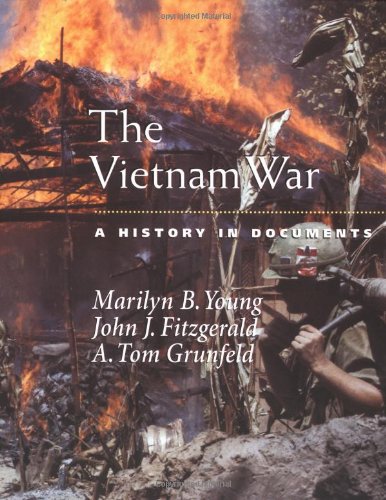 The
Vietnam War
A HISTORY IN DOCUMENTS
Marilyn B. Young
John J. Fitzgerald
A. Tom Grunfeld